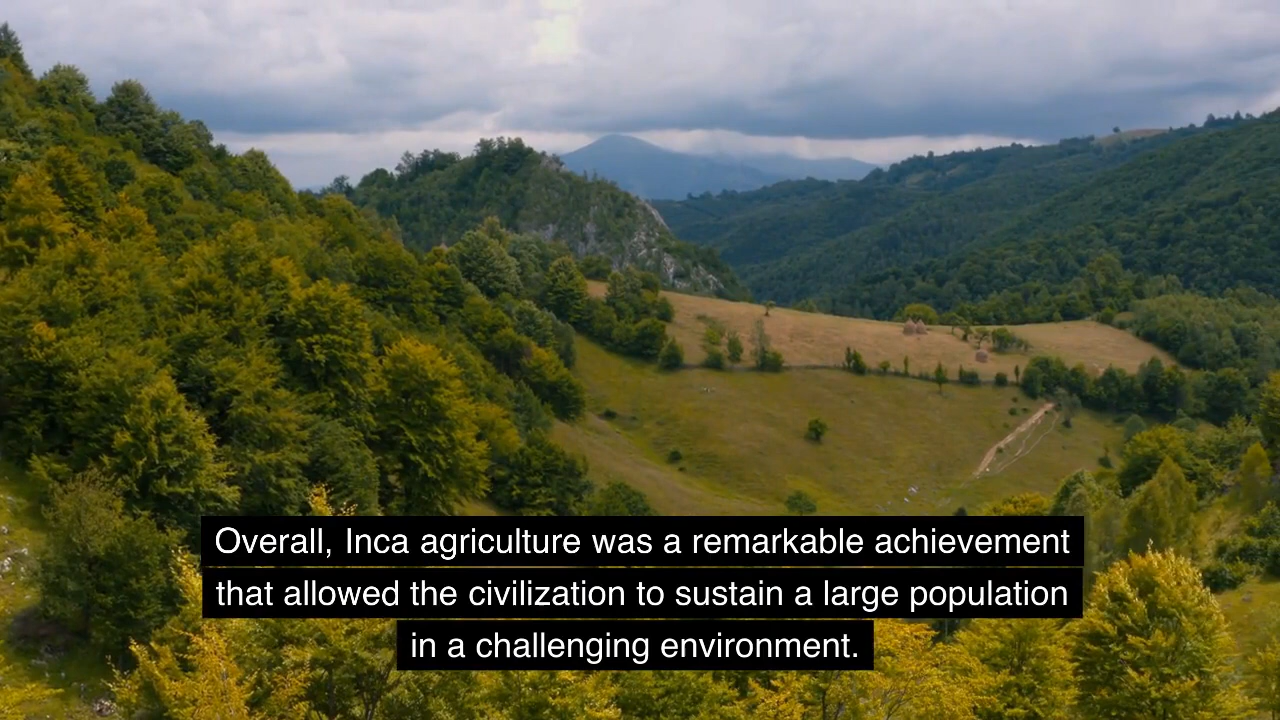 Overall, Inca agriculture was a remarkable achievement
that allowed the civilization to sustain a large population
in a challenging environment.